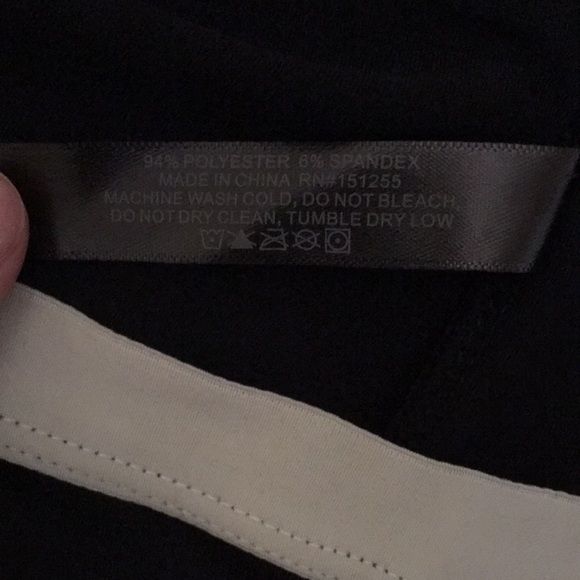 94% POLYESTER 6% SPANDEX
MADE IN CHINA RN#151255
MACHINE WASH COLD, DO NOT BLEACH,
DO NOT DRY CLEAN, TUMBLE DRY LOW